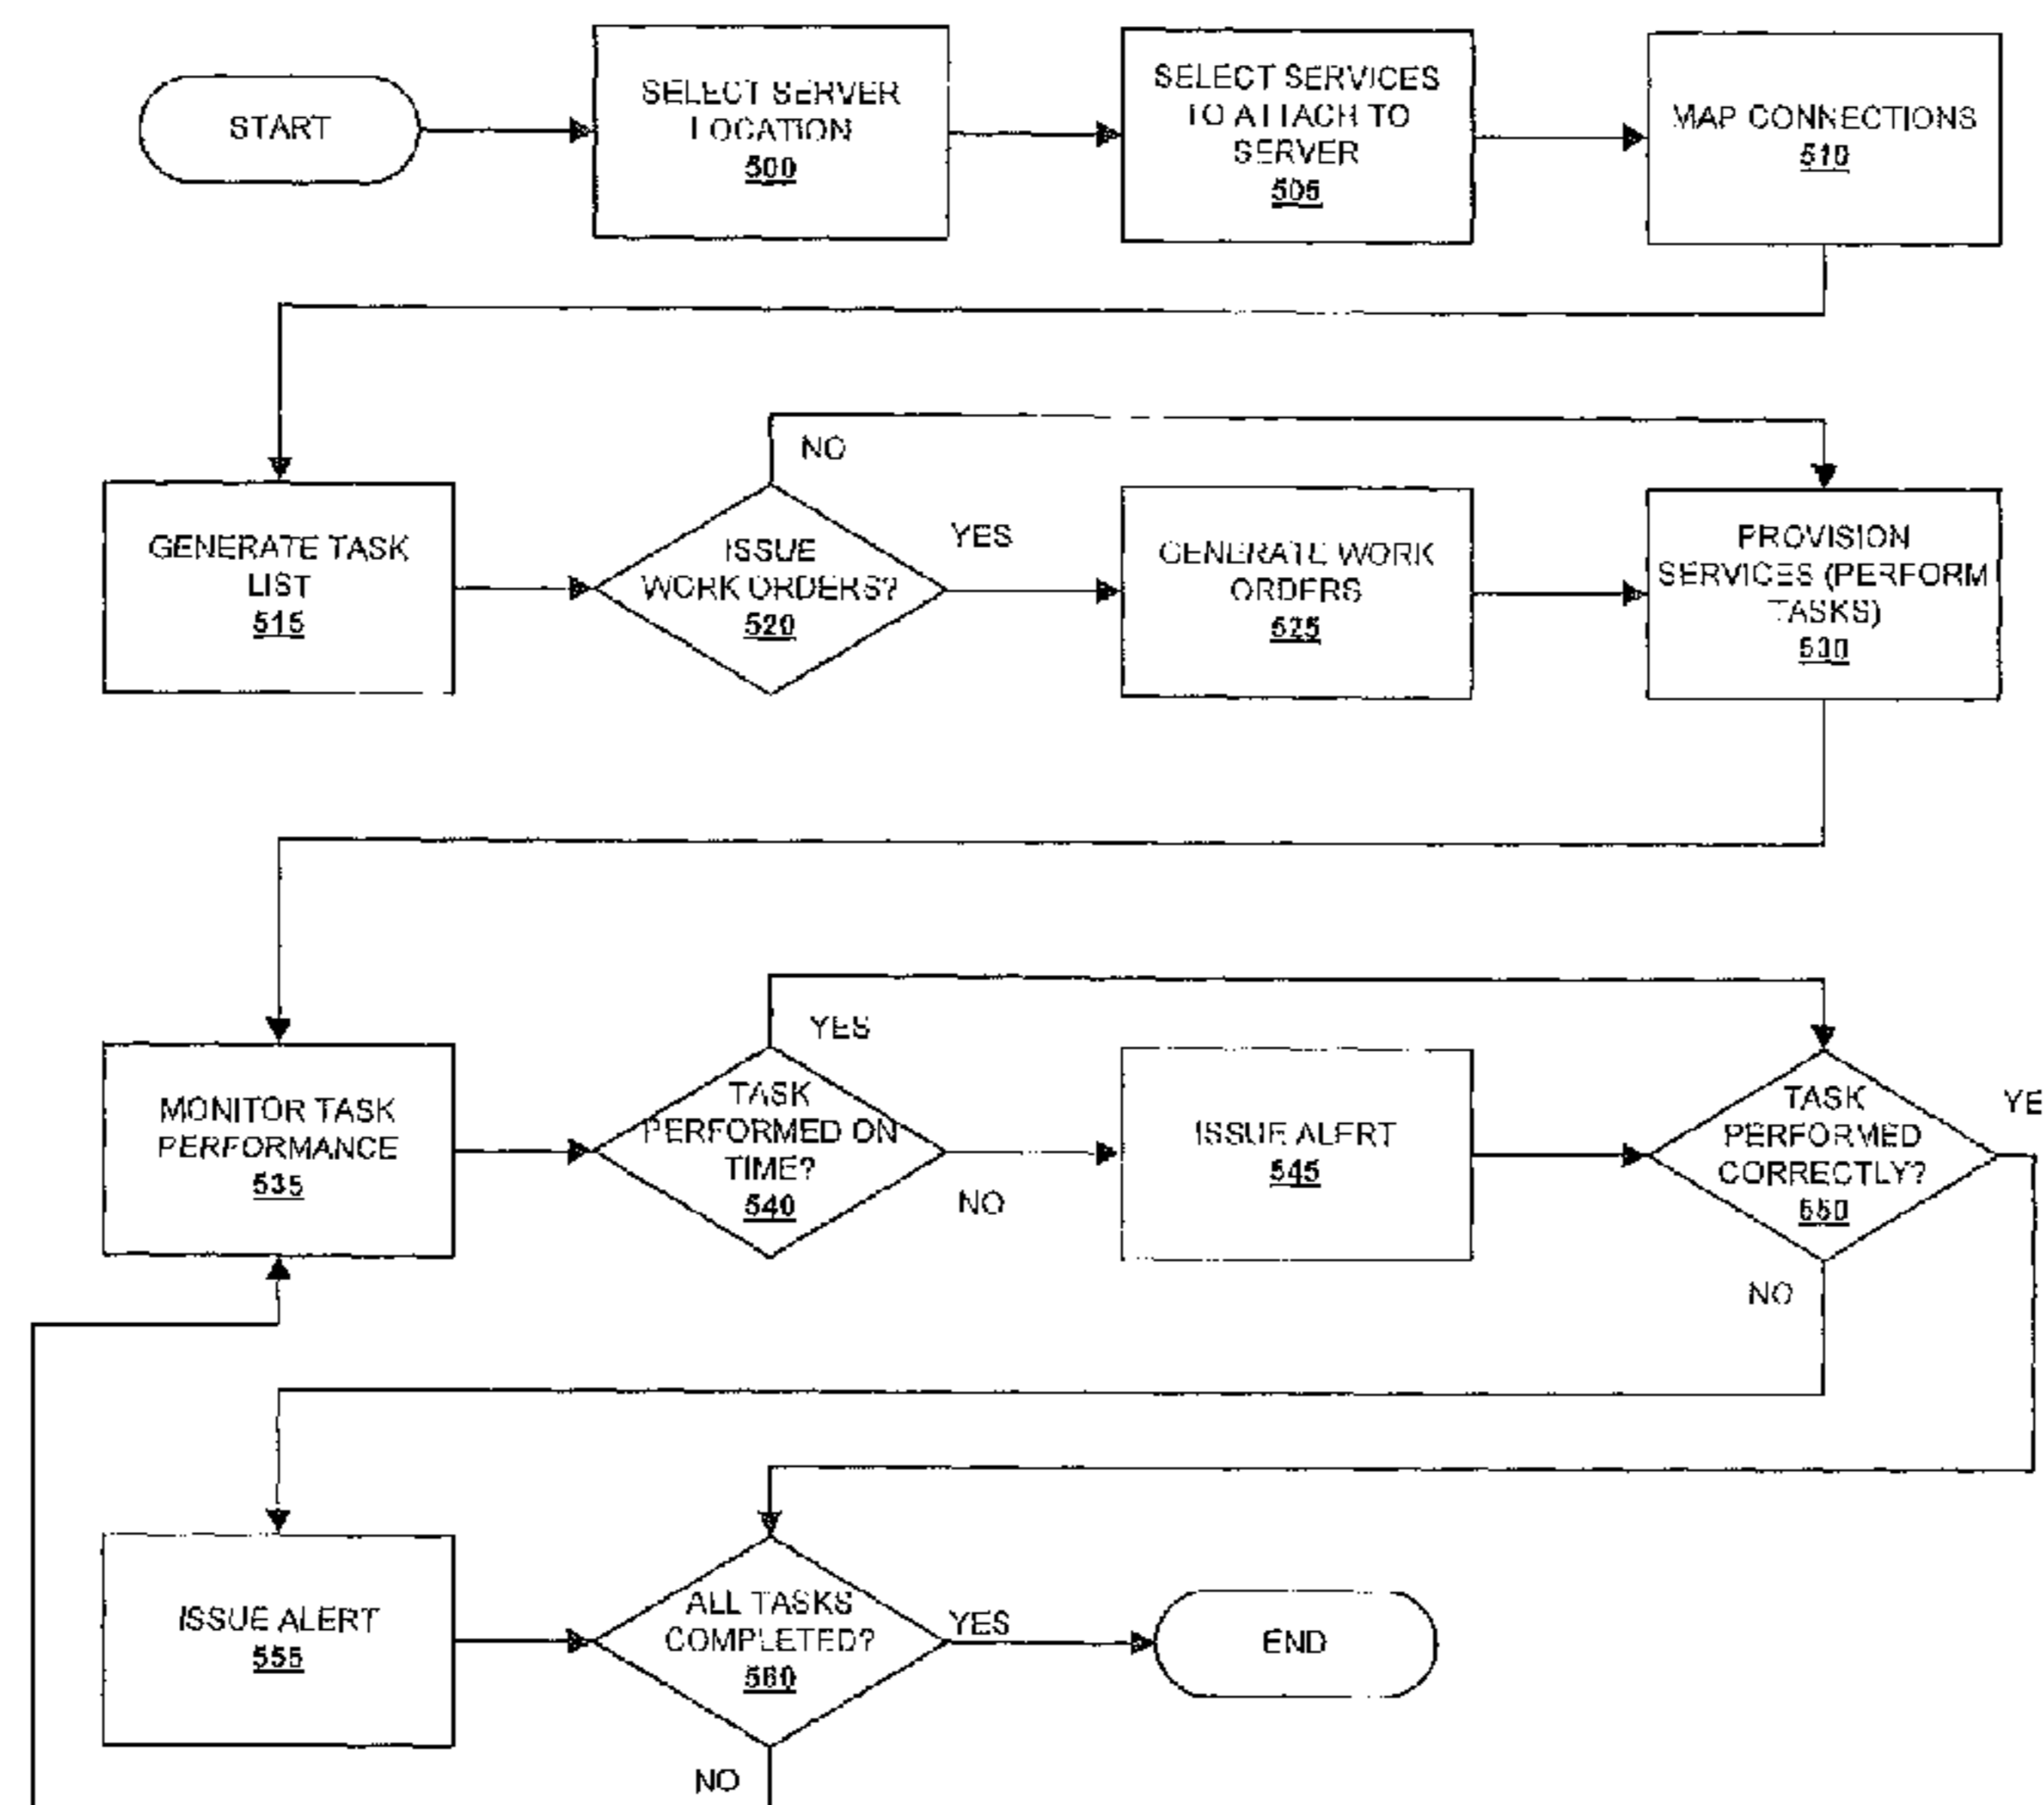 START
SELECT SERVER
LOCATION
500
SELECT SERVICES
TO ATTACH TO
SERVER
505
MAP CONNECTIONS
510
GENERATE TASK
LIST
515
NO
ISSUE
WORK ORDERS?
520
YES
GENERATE WORK
ORDERS
525
PROVISION
SERVICES (PERFORM
TASKS)
530
MONITOR TASK
PERFORMANCE
535
YES
TASK
PERFORMED ON
TIME?
540
NO
ISSUE ALERT
545
TASK
PERFORMED
CORRECTLY?
550
YE
NO
ISSUE ALERT
555
ALL TASKS
COMPLETED?
560
YES
END
NO